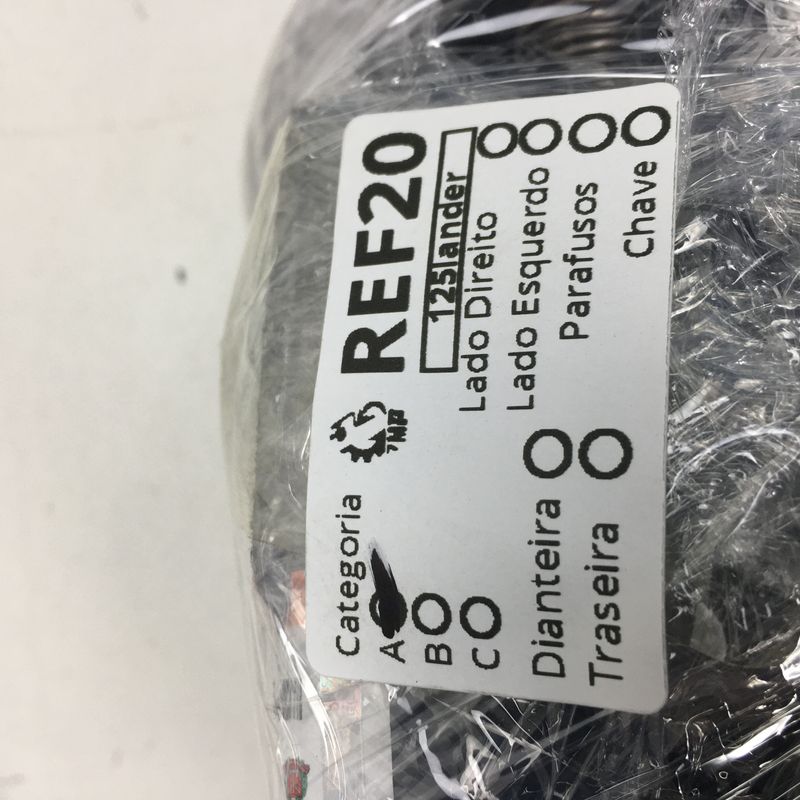 Categoria
A
B
C
Dianteira
Traseira
REF20
125lander
Lado Direito
Lado Esquerdo
Parafusos
Chave